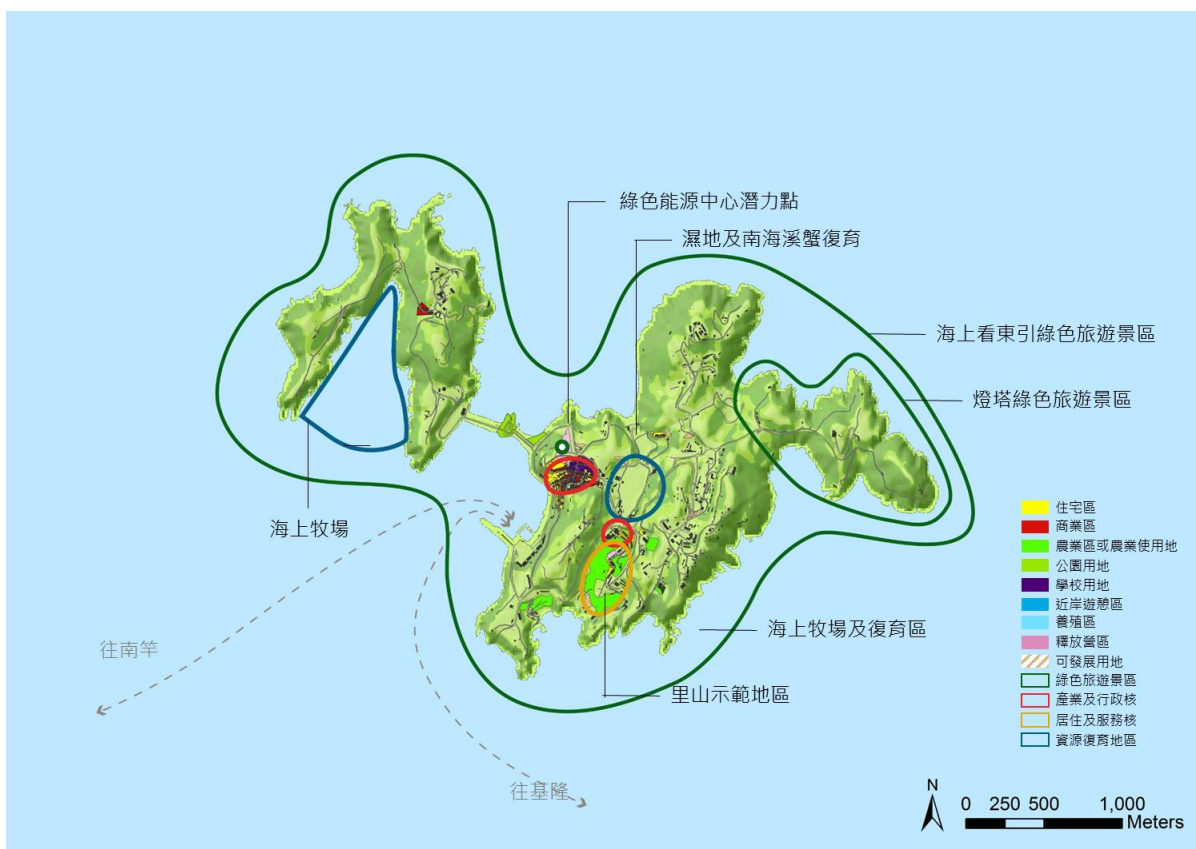 綠色能源中心潛力點
濕地及南海溪蟹復育
海上看東引綠色旅遊景區
燈塔綠色旅遊景區
海上牧場
海上牧場及復育區
里山示範地區
往南竿
往基隆
住宅區
商業區
農業區或農業使用地
公園用地
學校用地
近岸遊憩區
養殖區
釋放營區
可發展用地
綠色旅遊景區
產業及行政核
居住及服務核
資源復育地區
N
0 250 500 1,000
Meters